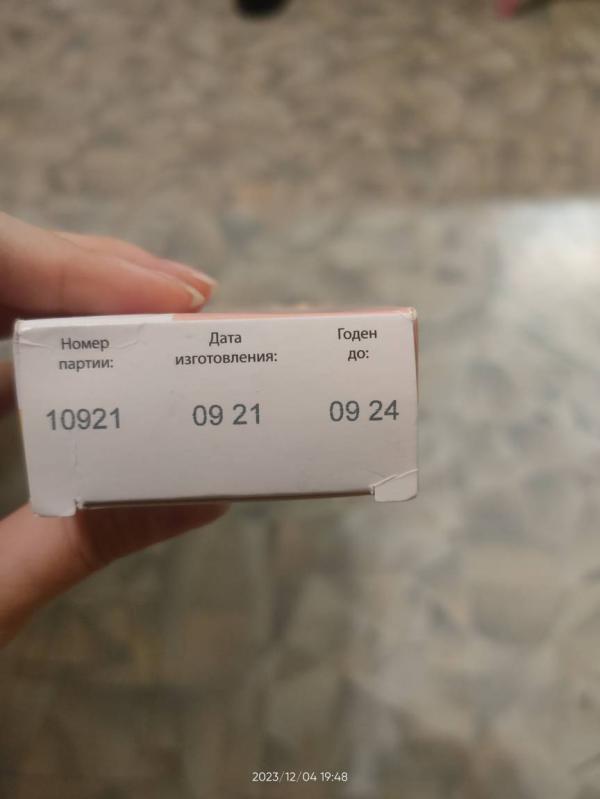 Номер
партии:
Дата
изготовления:
Годен
до:
10921
09 21
09 24
2023/12/04 19:48